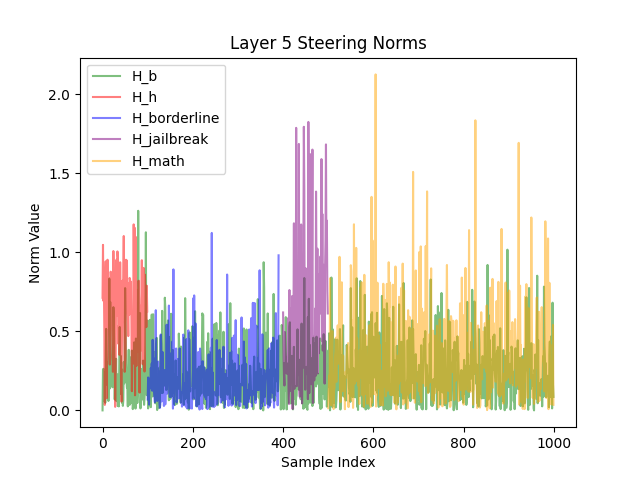 Layer 5 Steering Norms
H_b
H_h
H_borderline
H_jailbreak
H_math
Norm Value
2.0
1.5
1.0
0.5
0.0
0 200 400 600 800 1000
Sample Index